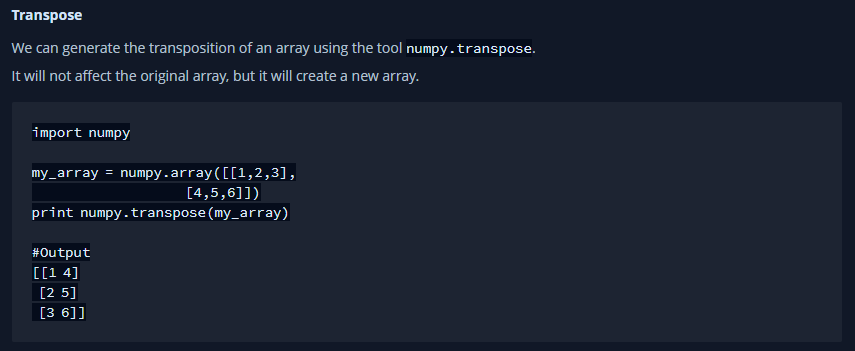 Transpose
We can generate the transposition of an array using the tool numpy.transpose.
It will not affect the original array, but it will create a new array.
import numpy
my_array = numpy.array([[1,2,3],
                   [4,5,6]])
print numpy.transpose(my_array)
#Output
[[1 4]
 [2 5]
 [3 6]]